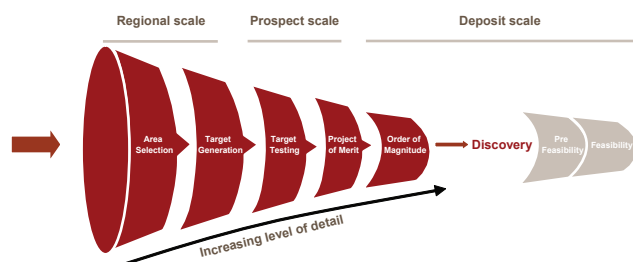 Regional scale
Prospect scale
Deposit scale
Area
Selection
Target
Generation
Target
Testing
Project
of Merit
Order of
Magnitude
Discovery
Pre
Feasibility
Feasibility
Increasing level of detail